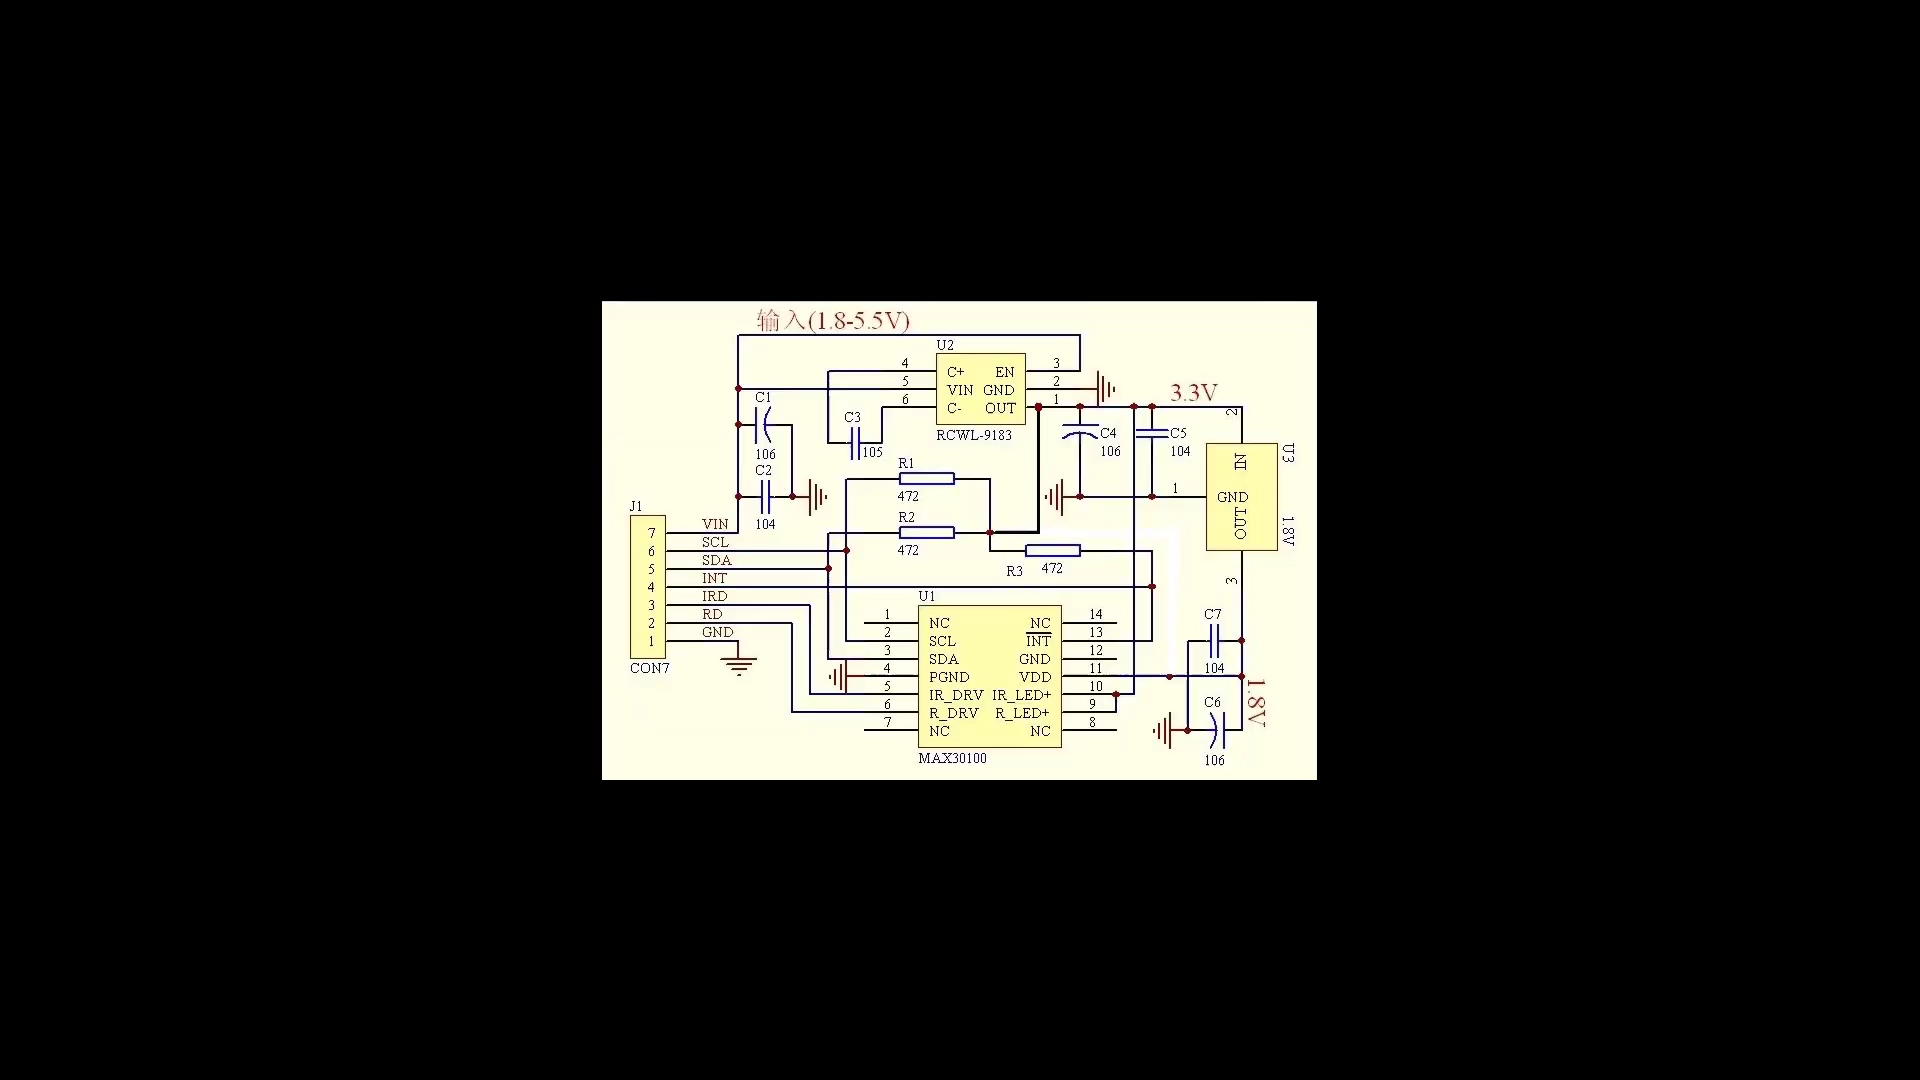 输入(1.8-5.5V)
U2
4 C+ EN 3
5 VIN GND 2
6 C- OUT 1
RCWL-9183
3.3V
C1
106
C2
104
C3
105
C4
106
C5
104
2
U3
IN
1 GND
OUT
1.8V
3
R1
472
R2
472
R3 472
J1
7 VIN
6 SCL
5 SDA
4 INT
3 IRD
2 RD
1 GND
CON7
U1
1 NC NC 14
2 SCL INT 13
3 SDA GND 12
4 PGND VDD 11
5 IR_DRV IR_LED+ 10
6 R_DRV R_LED+ 9
7 NC NC 8
MAX30100
C7
104
1.8V
C6
106